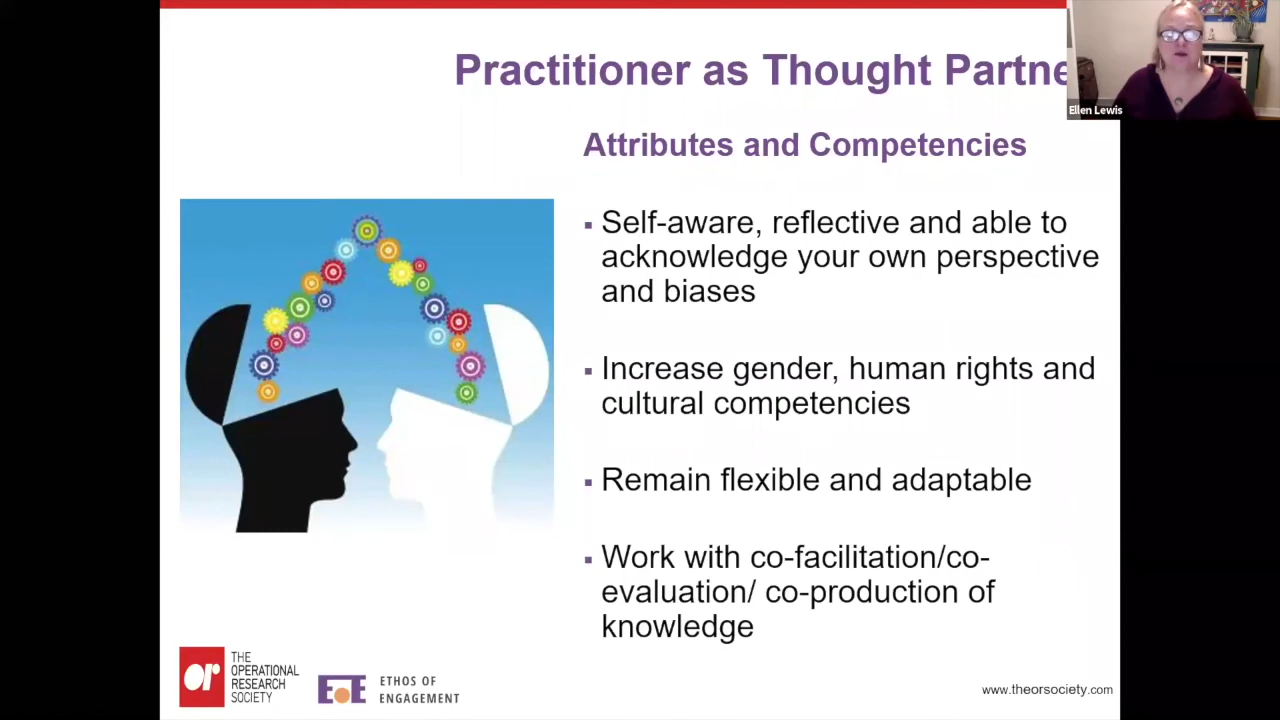 Practitioner as Thought Partne
Ellen Lewis
Attributes and Competencies
▪ Self-aware, reflective and able to
acknowledge your own perspective
and biases
▪ Increase gender, human rights and
cultural competencies
▪ Remain flexible and adaptable
▪ Work with co-facilitation/co-
evaluation/ co-production of
knowledge
or
THE
OPERATIONAL
RESEARCH
SOCIETY
EOE
ETHOS OF
ENGAGEMENT
www.theorsociety.com